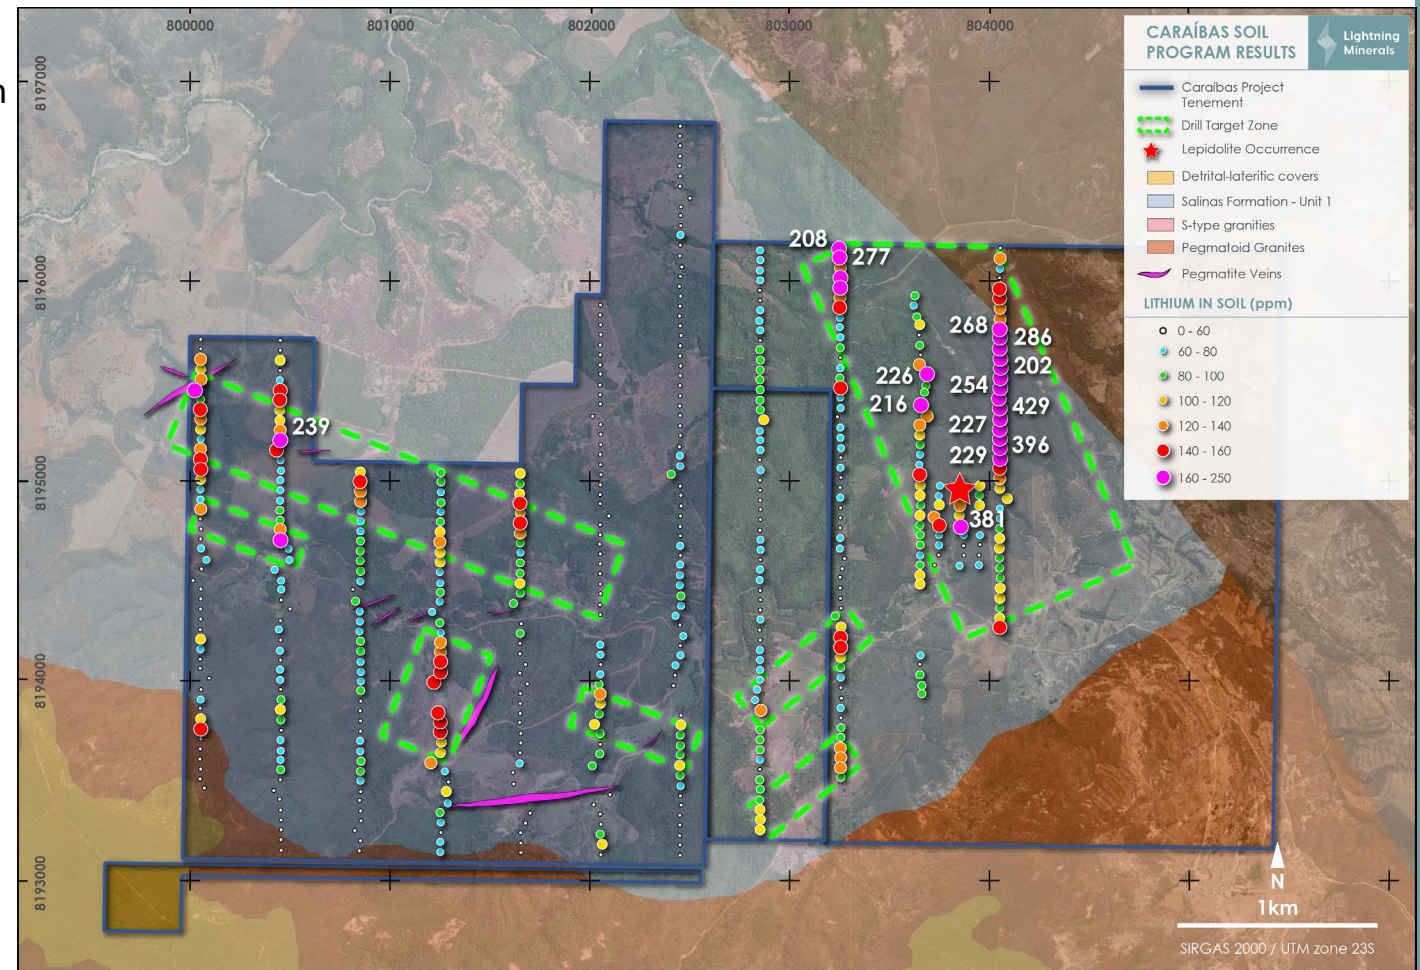 n
800000
801000
802000
803000
804000
8197000
8196000
8195000
8194000
8193000
CARAÍBAS SOIL
PROGRAM RESULTS
Lightning
Minerals
Caraíbas Project
Tenement
Drill Target Zone
Lepidolite Occurrence
Detrital-lateritic covers
Salinas Formation - Unit 1
S-type granities
Pegmatoid Granites
Pegmatite Veins
LITHIUM IN SOIL (ppm)
0 - 60
60 - 80
80 - 100
100 - 120
120 - 140
140 - 160
160 - 250
208
277
268
286
202
226
254
216
429
227
396
229
239
381
N
1km
SIRGAS 2000 / UTM zone 23S